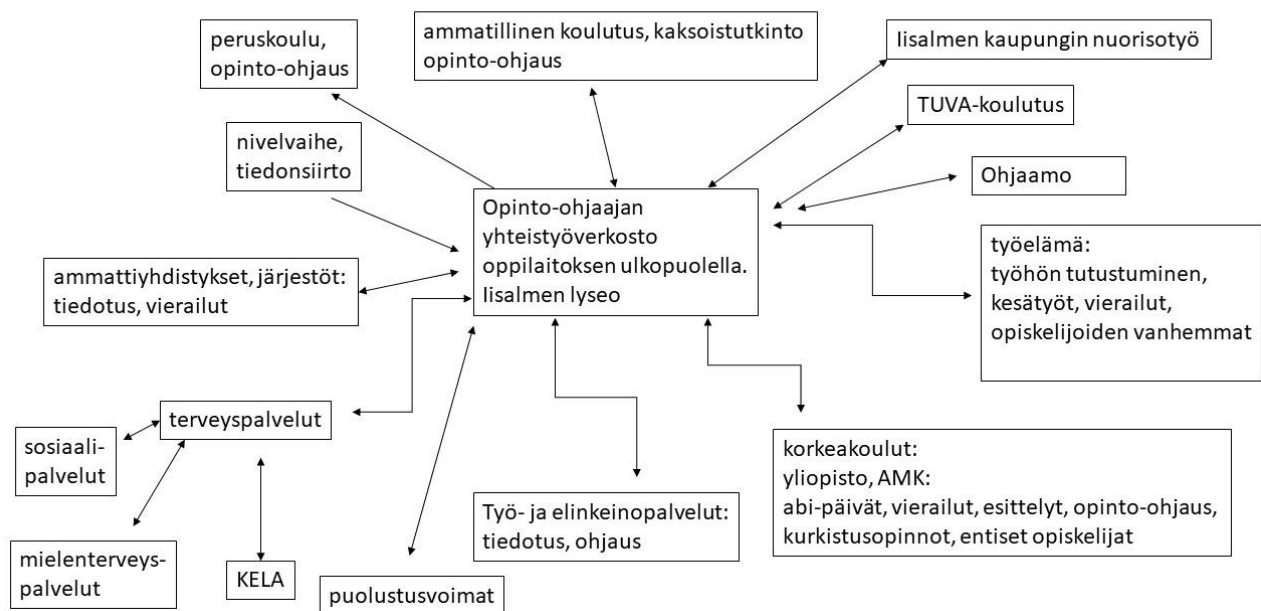 peruskoulu,
opinto-ohjaus
ammatillinen koulutus, kaksoistutkinto
opinto-ohjaus
Iisalmen kaupungin nuorisotyö
TUVA-koulutus
nivelvaihe,
tiedonsiirto
Ohjaamo
Opinto-ohjaajan
yhteistyöverkosto
oppilaitoksen ulkopuolella.
Iisalmen lyseo
työelämä:
työhön tutustuminen,
kesätyöt, vierailut,
opiskelijoiden vanhemmat
ammattiyhdistykset, järjestöt:
tiedotus, vierailut
terveyspalvelut
sosiaali-
palvelut
korkeakoulut:
yliopisto, AMK:
abi-päivät, vierailut, esittelyt, opinto-ohjaus,
kurkistusopinnot, entiset opiskelijat
Työ- ja elinkeinopalvelut:
tiedotus, ohjaus
mielenterveys-
palvelut
KELA
puolustusvoimat